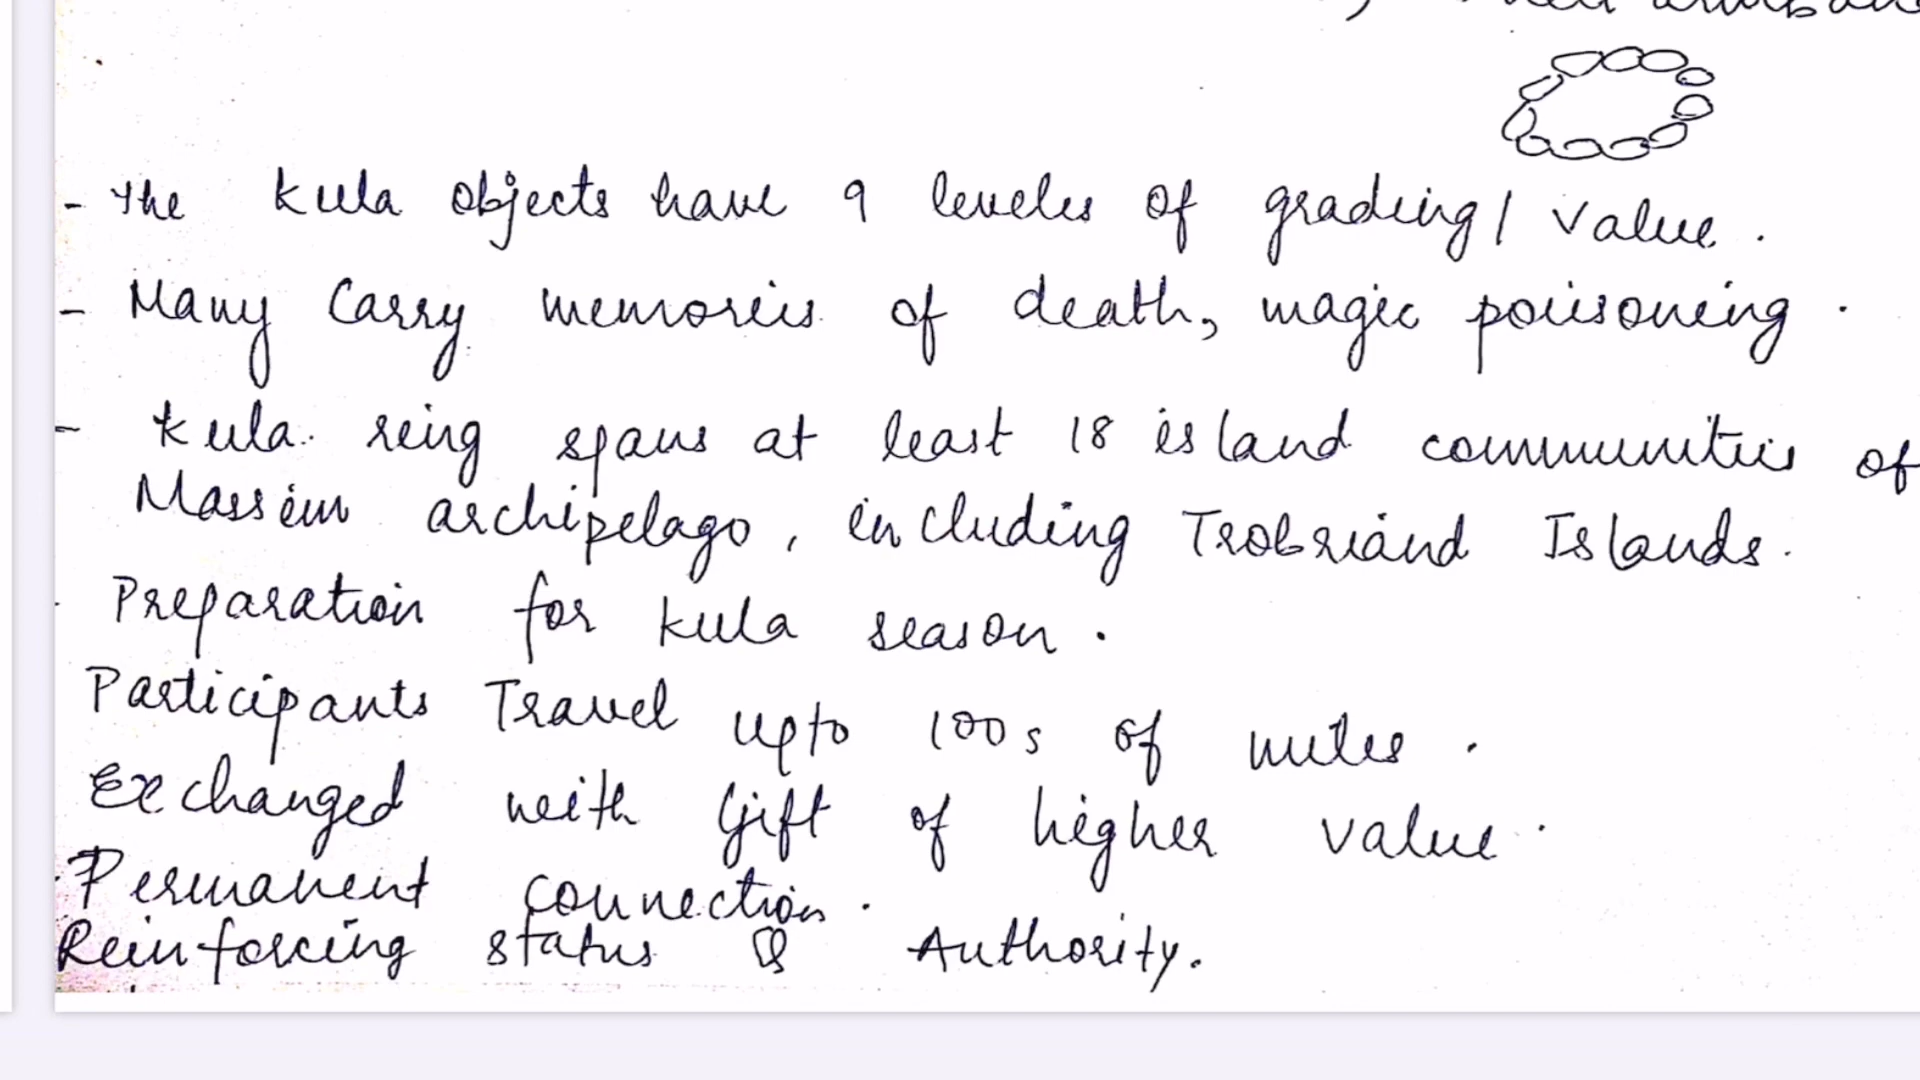 - The kula objects have 9 levels of grading / value.
- Many carry memories of death, magic poisoning.
- kula ring spans at least 18 island communities of
Massim archipelago, including Trobriand Islands.
- Preparation for kula season.
Participants Travel upto 100s of miles.
Exchanged with Gift of higher value.
- Permanent connection.
Reinforcing status & Authority.